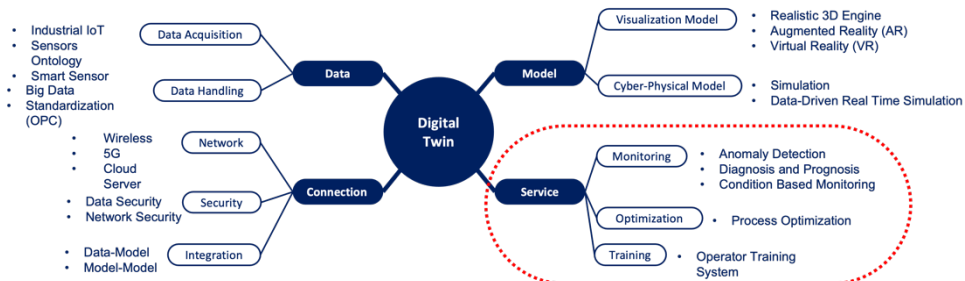 Industrial IoT
Sensors
Ontology
Smart Sensor
Big Data
Standardization
(OPC)
Data Acquisition
Data Handling
Data
Wireless
5G
Cloud
Server
Data Security
Network Security
Data-Model
Model-Model
Network
Security
Integration
Connection
Digital
Twin
Model
Visualization Model
Realistic 3D Engine
Augmented Reality (AR)
Virtual Reality (VR)
Cyber-Physical Model
Simulation
Data-Driven Real Time Simulation
Service
Monitoring
Anomaly Detection
Diagnosis and Prognosis
Condition Based Monitoring
Optimization
Process Optimization
Training
Operator Training
System